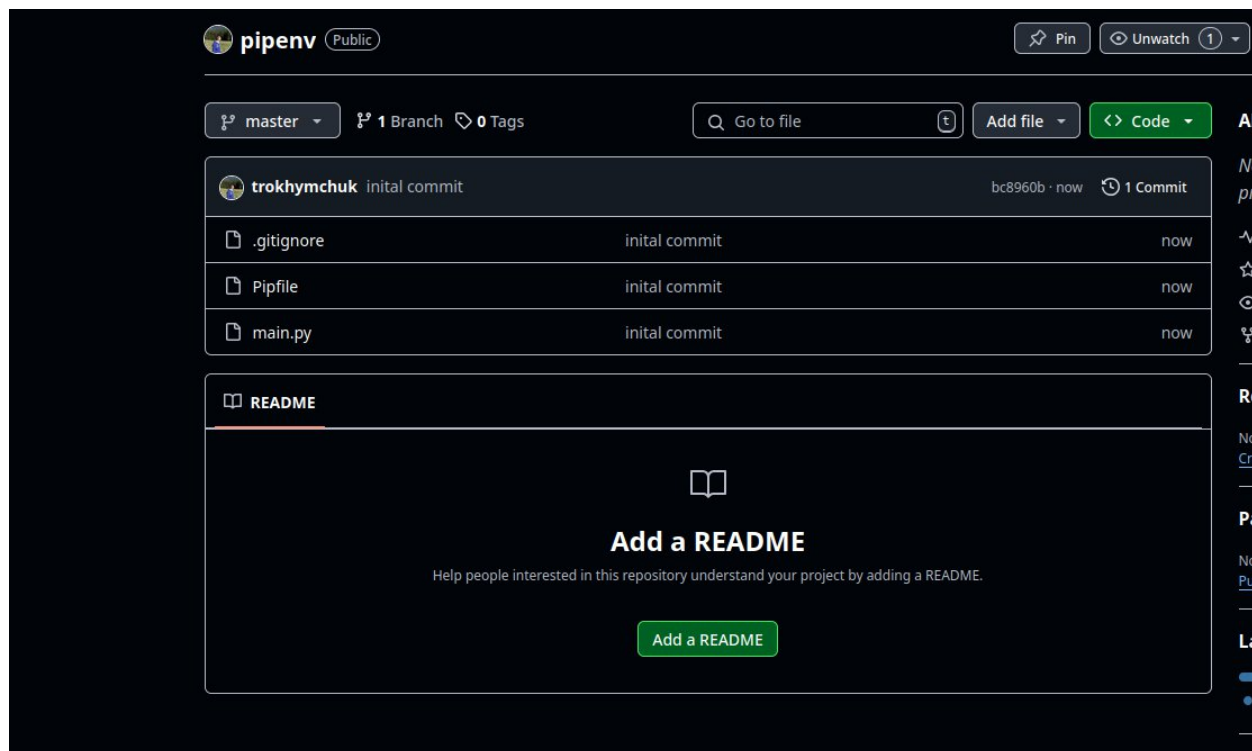 pipenv Public Pin Unwatch 1
master 1 Branch 0 Tags Go to file t Add file Code
trokhymchuk inital commit bc8960b · now 1 Commit
.gitignore inital commit now
Pipfile inital commit now
main.py inital commit now
README
Add a README
Help people interested in this repository understand your project by adding a README.
Add a README